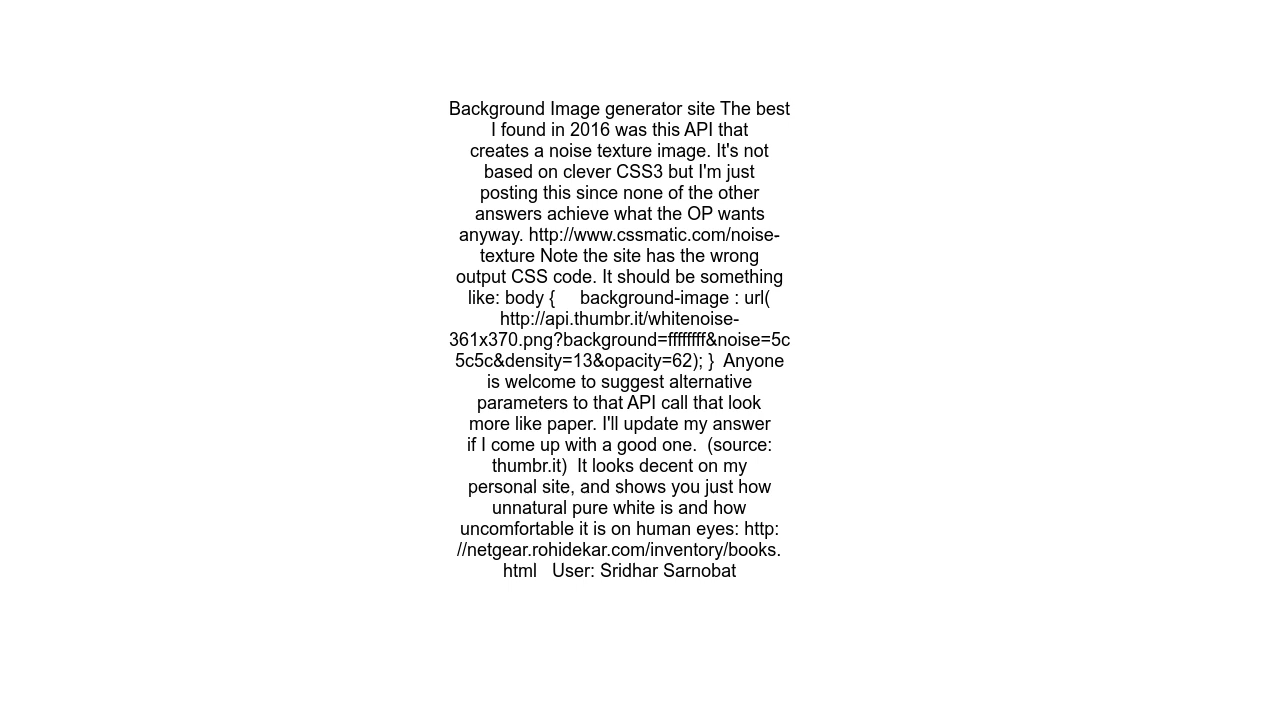 Background Image generator site The best
I found in 2016 was this API that
creates a noise texture image. It's not
based on clever CSS3 but I'm just
posting this since none of the other
answers achieve what the OP wants
anyway. http://www.cssmatic.com/noise-
texture Note the site has the wrong
output CSS code. It should be something
like: body {     background-image : url(
http://api.thumbr.it/whitenoise-
361x370.png?background=ffffffff&noise=5c
5c5c&density=13&opacity=62); }  Anyone
is welcome to suggest alternative
parameters to that API call that look
more like paper. I'll update my answer
if I come up with a good one.  (source:
thumbr.it)  It looks decent on my
personal site, and shows you just how
unnatural pure white is and how
uncomfortable it is on human eyes: http:
//netgear.rohidekar.com/inventory/books.
html   User: Sridhar Sarnobat